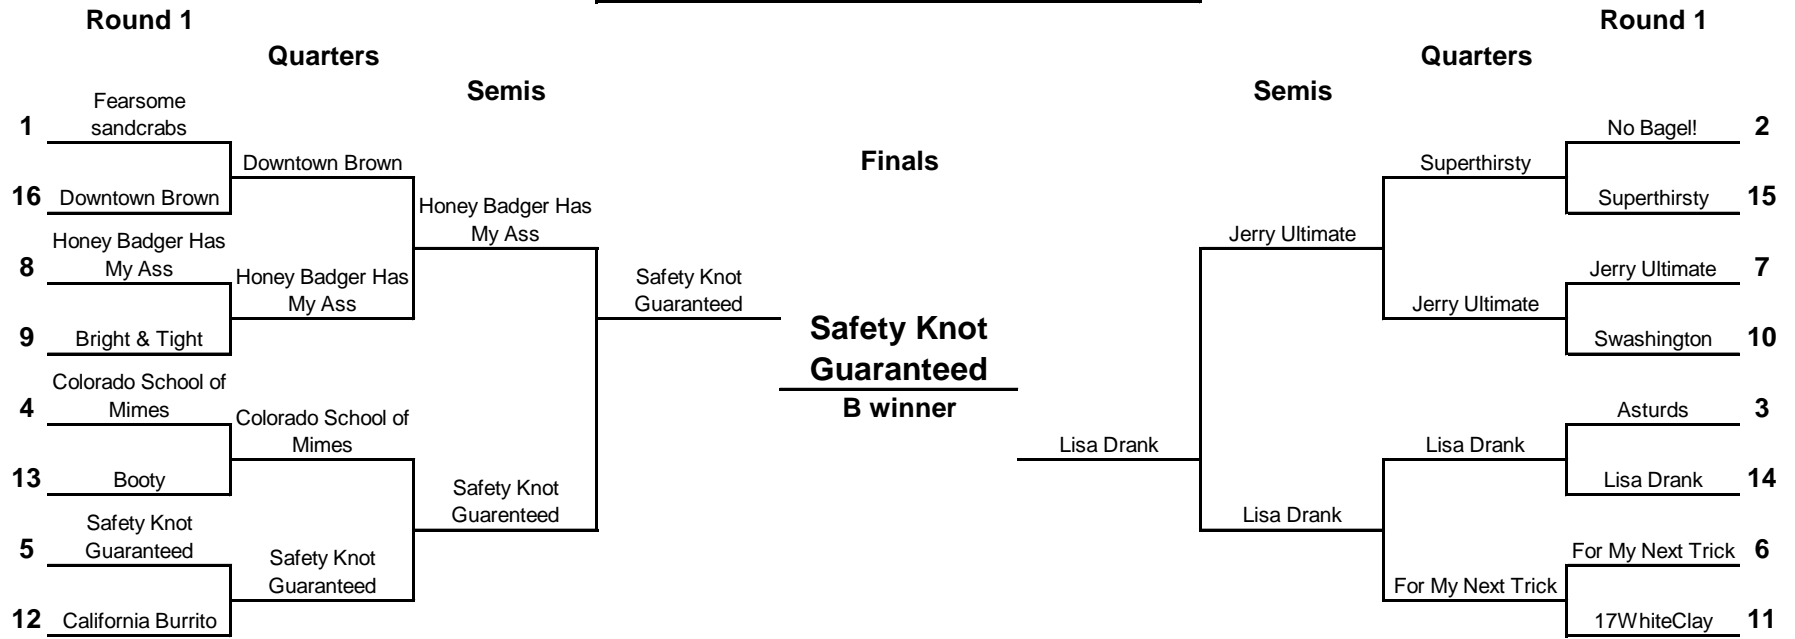 Round 1
Round 1
Quarters
Quarters
Semis
Semis
Finals
1
Fearsome
sandcrabs
16
Downtown Brown
Downtown Brown
8
Honey Badger Has
My Ass
9
Bright & Tight
Honey Badger Has
My Ass
Honey Badger Has
My Ass
4
Colorado School of
Mimes
13
Booty
Colorado School of
Mimes
5
Safety Knot
Guaranteed
12
California Burrito
Safety Knot
Guaranteed
Safety Knot
Guarenteed
Safety Knot
Guaranteed
Safety Knot
Guaranteed
B winner
Lisa Drank
Jerry Ultimate
Lisa Drank
Superthirsty
Jerry Ultimate
Lisa Drank
For My Next Trick
No Bagel!
2
Superthirsty
15
Jerry Ultimate
7
Swashington
10
Asturds
3
Lisa Drank
14
For My Next Trick
6
17WhiteClay
11